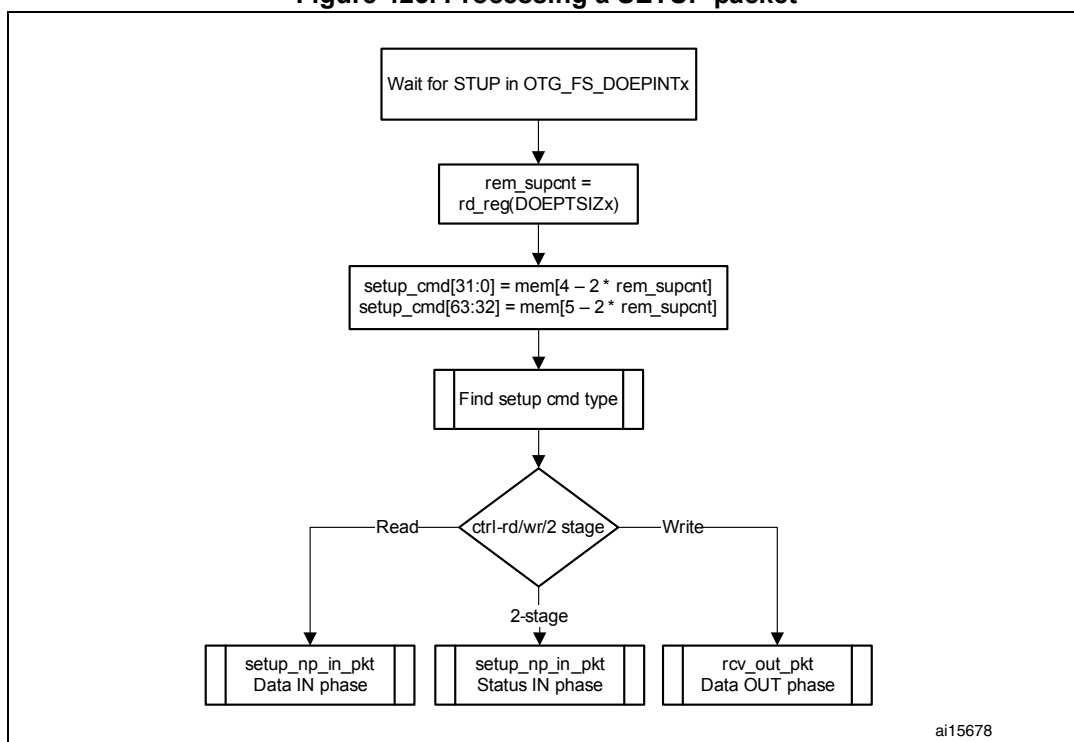 Wait for STUP in OTG_FS_DOEPINTx
rem_supcnt =
rd_reg(DOEPTSIZx)
setup_cmd[31:0] = mem[4 – 2 * rem_supcnt]
setup_cmd[63:32] = mem[5 – 2 * rem_supcnt]
Find setup cmd type
Read
ctrl-rd/wr/2 stage
Write
2-stage
setup_np_in_pkt
Data IN phase
setup_np_in_pkt
Status IN phase
rcv_out_pkt
Data OUT phase
ai15678